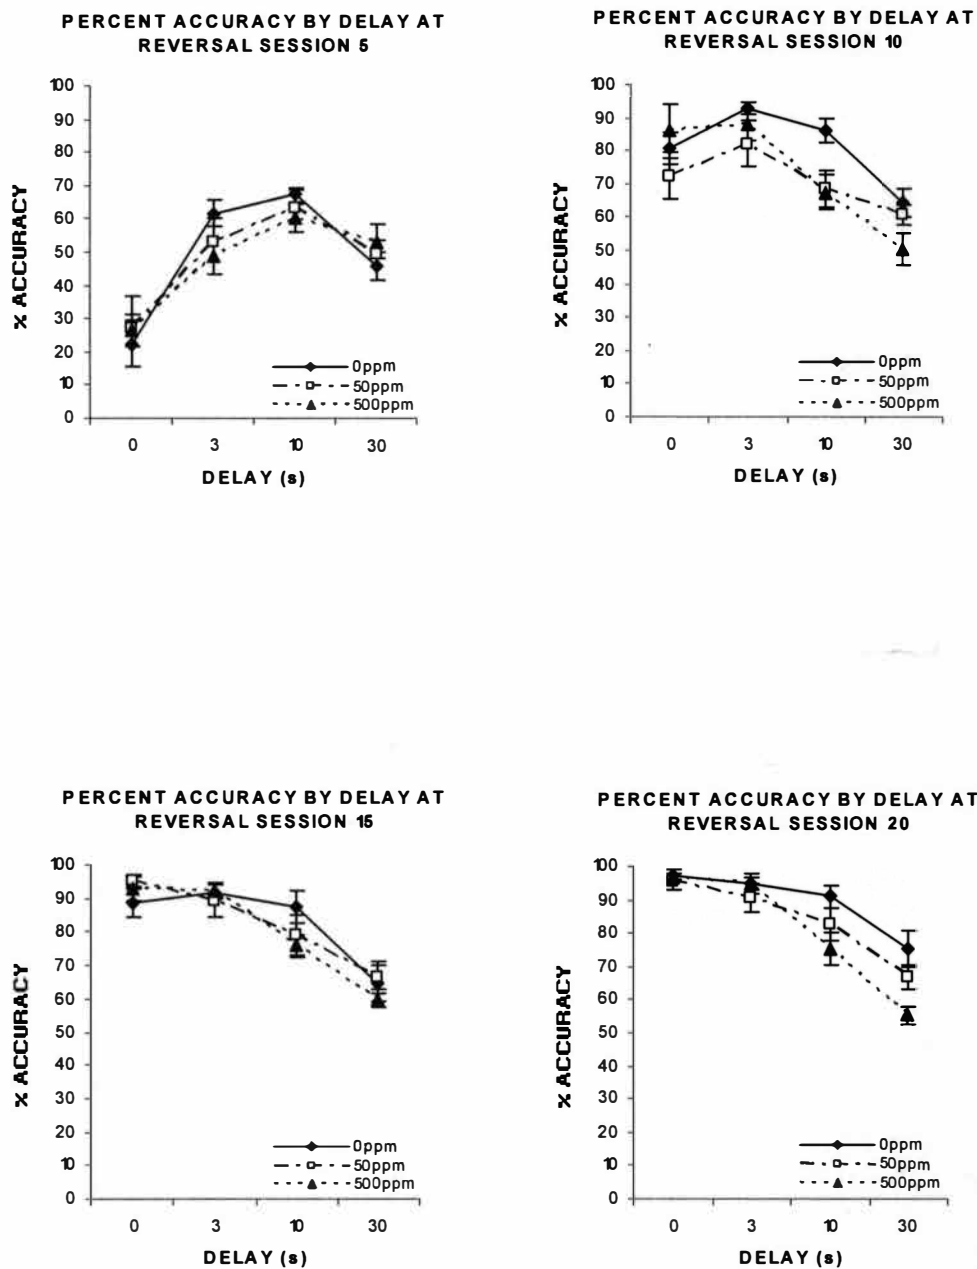 PERCENT ACCURACY BY DELAY AT
REVERSAL SESSION 5
100
90
80
70
60
50
40
30
20
10
0
% ACCURACY
0ppm
50ppm
500ppm
0 3 10 30
DELAY (s)
PERCENT ACCURACY BY DELAY AT
REVERSAL SESSION 10
100
90
80
70
60
50
40
30
20
10
0
% ACCURACY
0ppm
50ppm
500ppm
0 3 10 30
DELAY (s)
PERCENT ACCURACY BY DELAY AT
REVERSAL SESSION 15
100
90
80
70
60
50
40
30
20
10
0
% ACCURACY
0ppm
50ppm
500ppm
0 3 10 30
DELAY (s)
PERCENT ACCURACY BY DELAY AT
REVERSAL SESSION 20
100
90
80
70
60
50
40
30
20
10
0
% ACCURACY
0ppm
50ppm
500ppm
0 3 10 30
DELAY (s)